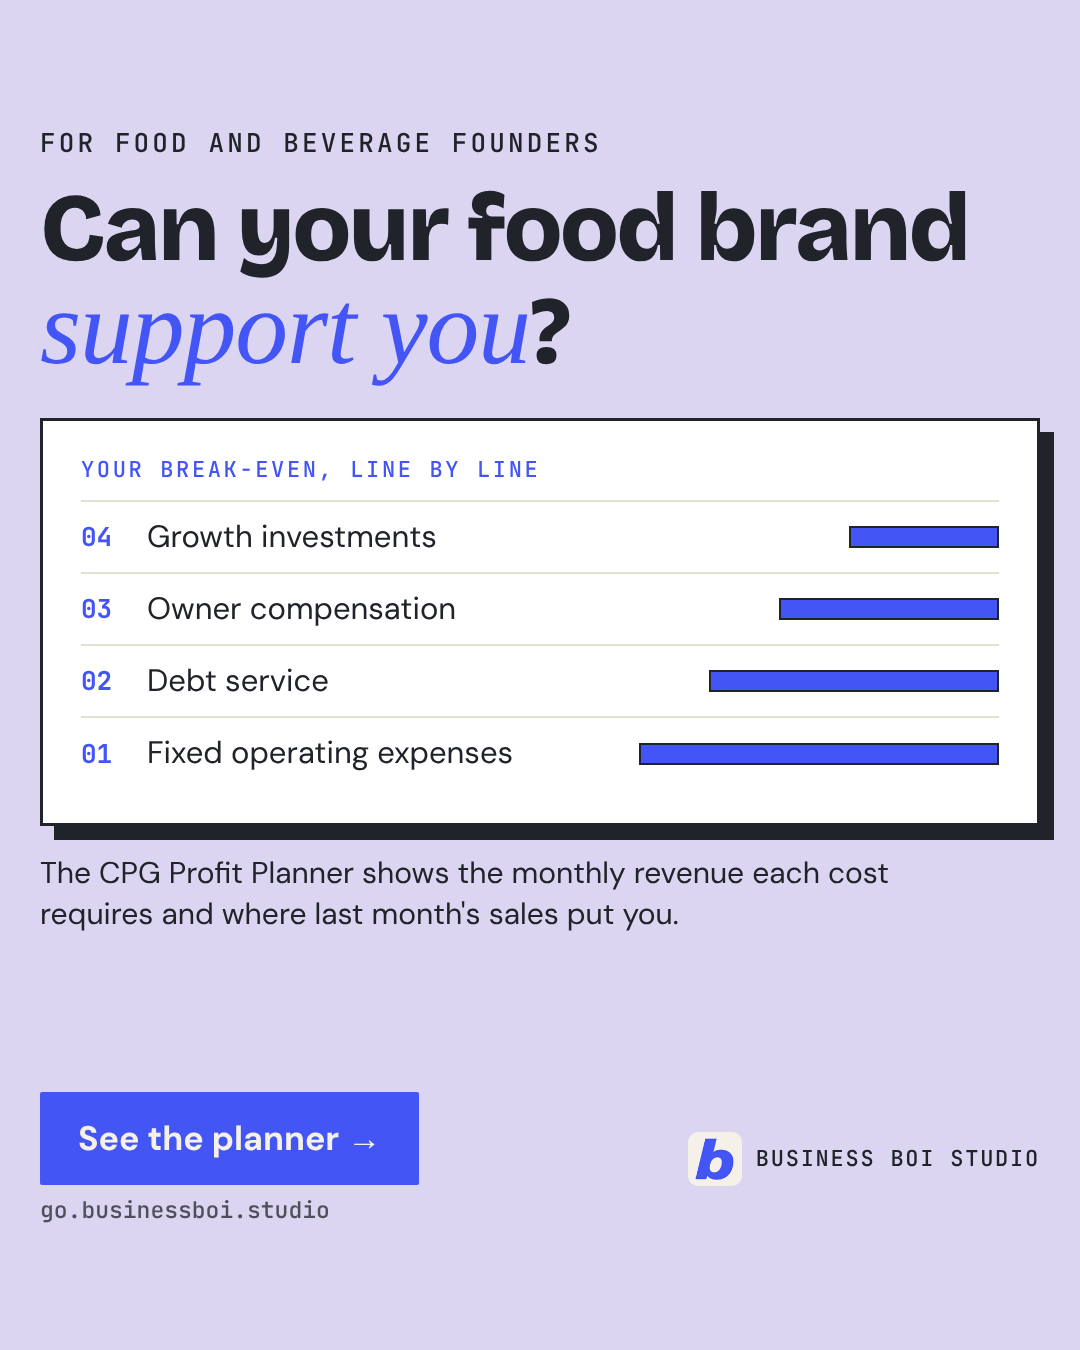 FOR FOOD AND BEVERAGE FOUNDERS
Can your food brand
support you?
YOUR BREAK-EVEN, LINE BY LINE
04 Growth investments
03 Owner compensation
02 Debt service
01 Fixed operating expenses
The CPG Profit Planner shows the monthly revenue each cost
requires and where last month's sales put you.
See the planner →
go.businessboi.studio
b BUSINESS BOI STUDIO